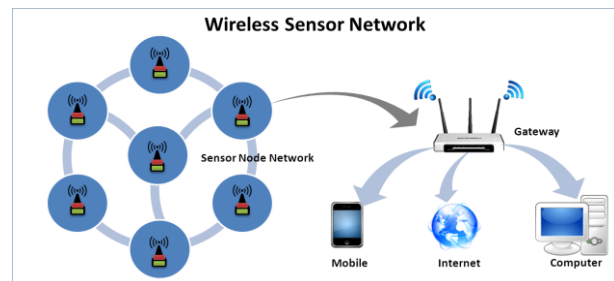 Wireless Sensor Network
Gateway
Sensor Node Network
Mobile
Internet
Computer